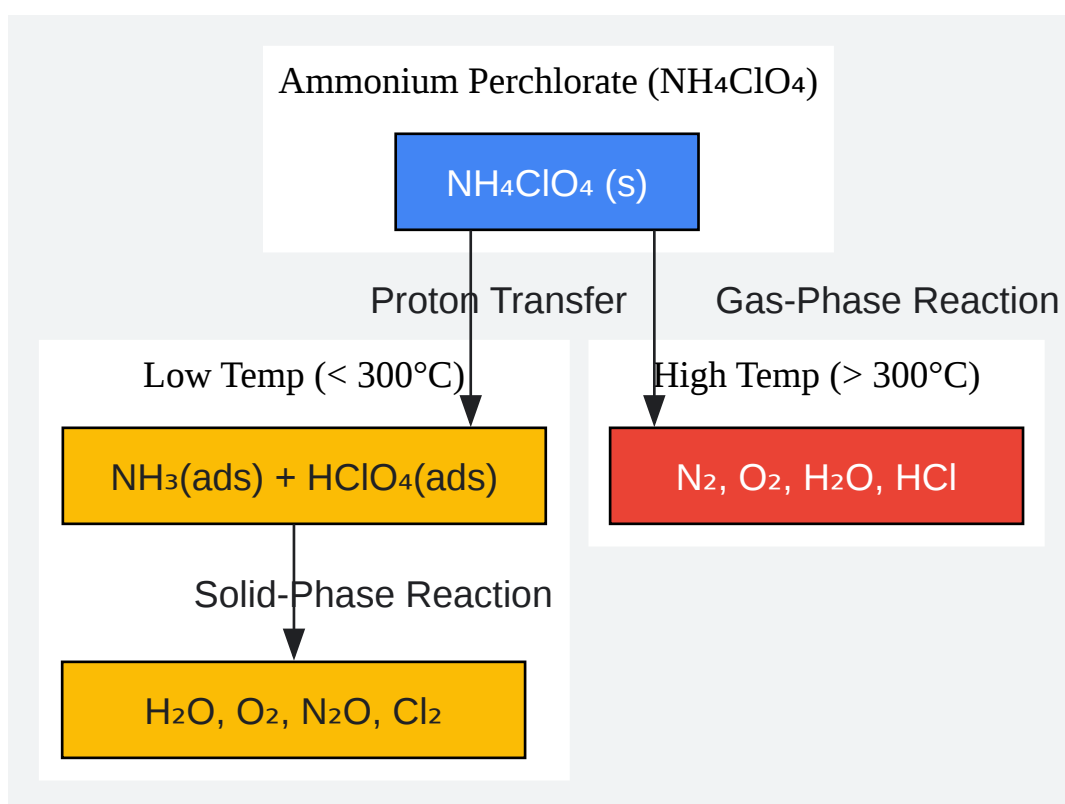 Ammonium Perchlorate (NH₄ClO₄)
NH₄ClO₄ (s)
Proton Transfer
Gas-Phase Reaction
Low Temp (< 300°C)
High Temp (> 300°C)
NH₃(ads) + HClO₄(ads)
N₂, O₂, H₂O, HCl
Solid-Phase Reaction
H₂O, O₂, N₂O, Cl₂